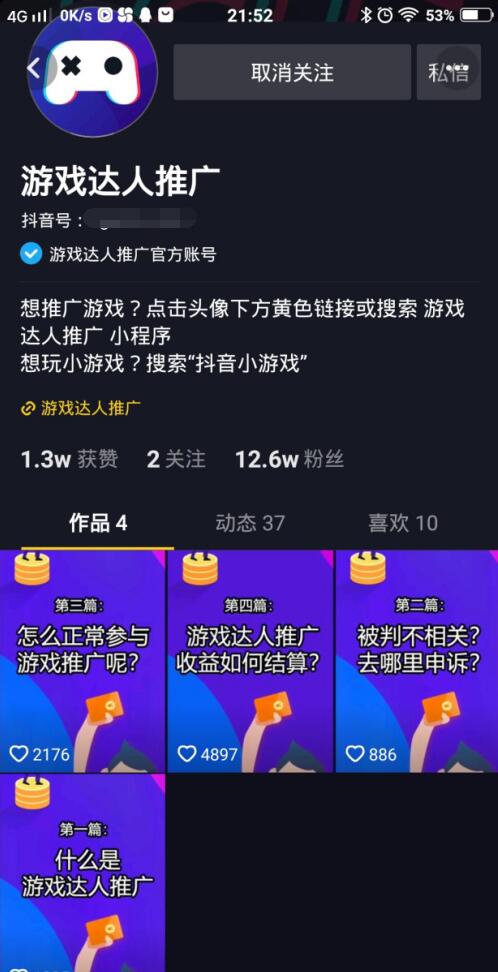 4G 0K/s 21:52 53%
取消关注 私信
游戏达人推广
抖音号：
游戏达人推广官方账号
想推广游戏？点击头像下方黄色链接或搜索 游戏
达人推广 小程序
想玩小游戏？搜索“抖音小游戏”
游戏达人推广
1.3w 获赞 2 关注 12.6w 粉丝
作品 4 动态 37 喜欢 10
第三篇：
怎么正常参与
游戏推广呢？
2176
第四篇：
游戏达人推广
收益如何结算？
4897
第二篇：
被判不相关？
去哪里申诉？
886
第一篇：
什么是
游戏达人推广